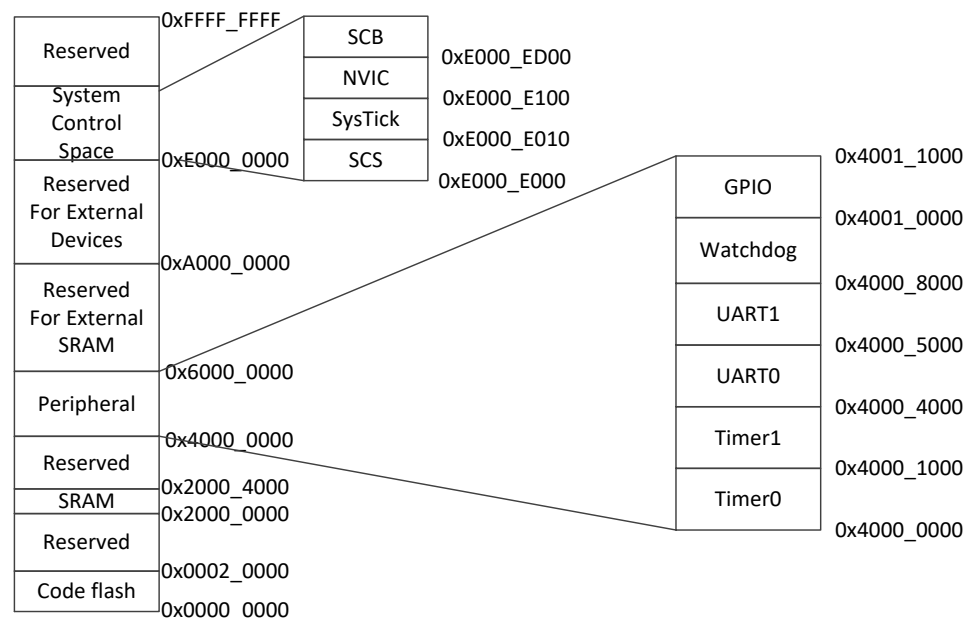 0xFFFF_FFFF
Reserved
System
Control
Space
0xE000_0000
Reserved
For External
Devices
0xA000_0000
Reserved
For External
SRAM
0x6000_0000
Peripheral
0x4000_0000
Reserved
0x2000_4000
SRAM
0x2000_0000
Reserved
0x0002_0000
Code flash
0x0000_0000
SCB
0xE000_ED00
NVIC
0xE000_E100
SysTick
0xE000_E010
SCS
0xE000_E000
0x4001_1000
GPIO
0x4001_0000
Watchdog
0x4000_8000
UART1
0x4000_5000
UART0
0x4000_4000
Timer1
0x4000_1000
Timer0
0x4000_0000